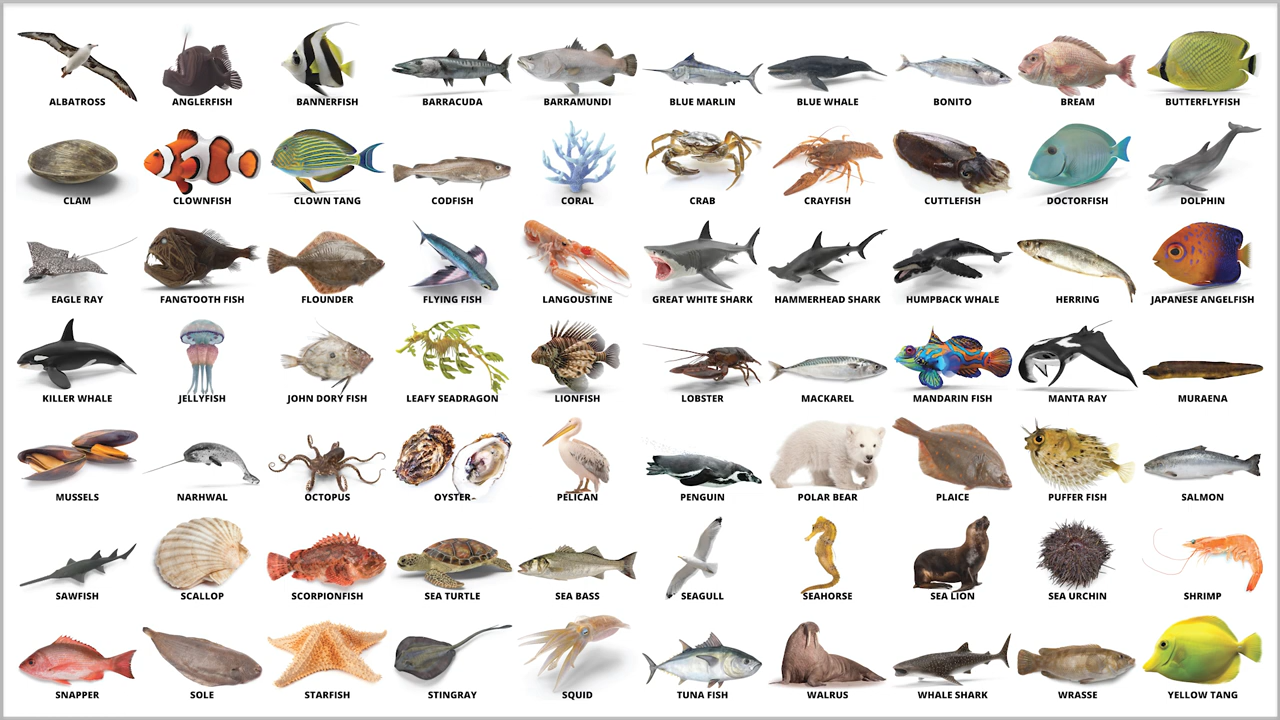 ALBATROSS ANGLERFISH BANNERFISH BARRACUDA BARRAMUNDI BLUE MARLIN BLUE WHALE BONITO BREAM BUTTERFLYFISH
CLAM CLOWNFISH CLOWN TANG CODFISH CORAL CRAB CRAYFISH CUTTLEFISH DOCTORFISH DOLPHIN
EAGLE RAY FANGTOOTH FISH FLOUNDER FLYING FISH LANGOUSTINE GREAT WHITE SHARK HAMMERHEAD SHARK HUMPBACK WHALE HERRING JAPANESE ANGELFISH
KILLER WHALE JELLYFISH JOHN DORY FISH LEAFY SEADRAGON LIONFISH LOBSTER MACKAREL MANDARIN FISH MANTA RAY MURAENA
MUSSELS NARHWAL OCTOPUS OYSTER PELICAN PENGUIN POLAR BEAR PLAICE PUFFER FISH SALMON
SAWFISH SCALLOP SCORPIONFISH SEA TURTLE SEA BASS SEAGULL SEAHORSE SEA LION SEA URCHIN SHRIMP
SNAPPER SOLE STARFISH STINGRAY SQUID TUNA FISH WALRUS WHALE SHARK WRASSE YELLOW TANG